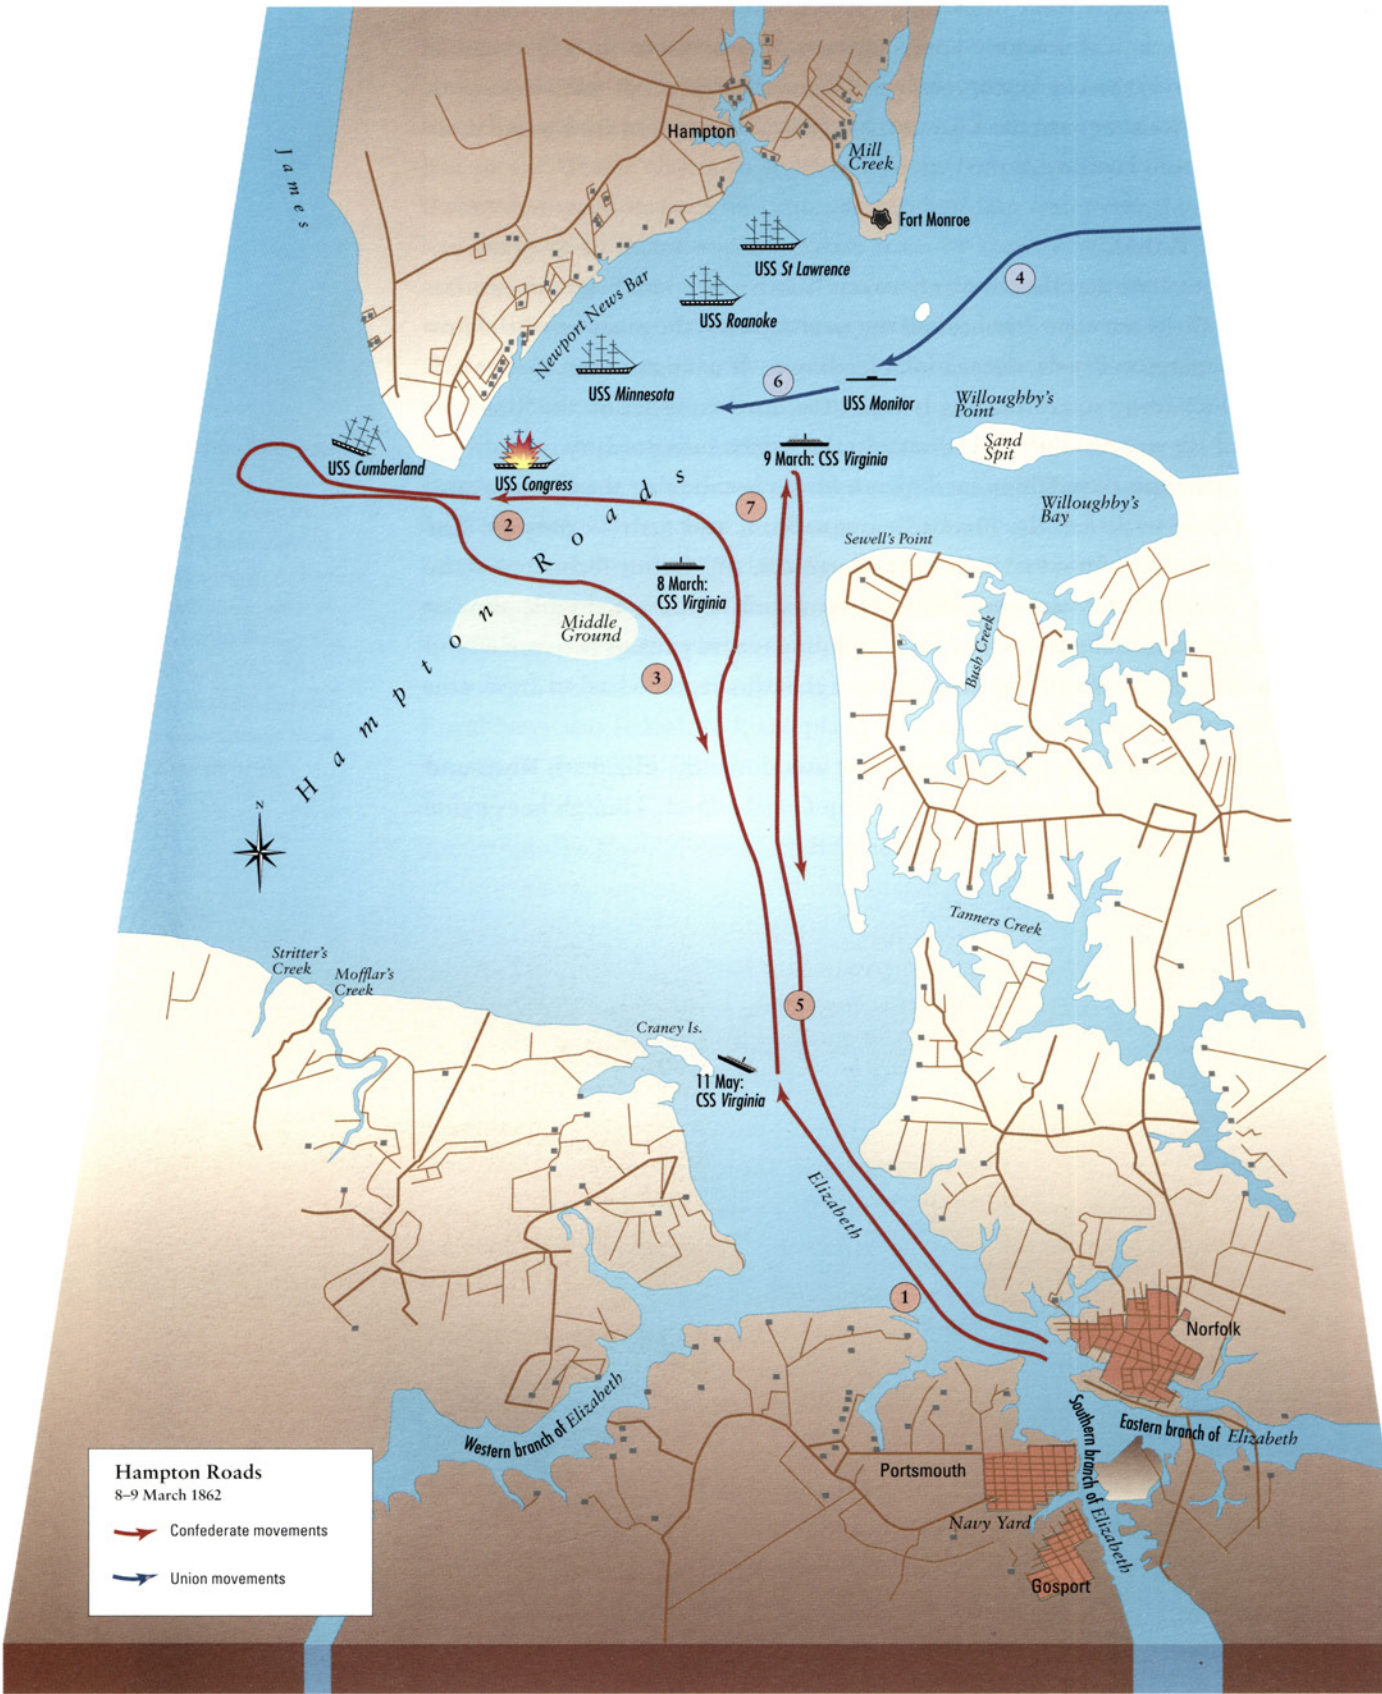 James
Hampton
Mill
Creek
Fort Monroe
USS St Lawrence
4
Newport News Bar
USS Roanoke
6
USS Minnesota
USS Monitor
Willoughby's
Point
Sand
Spit
USS Cumberland
9 March: CSS Virginia
USS Congress
Hampton Roads
7
2
Willoughby's
Bay
Sewell's Point
8 March:
CSS Virginia
Middle
Ground
Bush Creek
3
N
Tanners Creek
Stritter's
Creek
Mofflar's
Creek
5
Craney Is.
11 May:
CSS Virginia
Elizabeth
1
Norfolk
Western branch of Elizabeth
Southern branch of Elizabeth
Eastern branch of Elizabeth
Portsmouth
Navy Yard
Gosport
Hampton Roads
8–9 March 1862
Confederate movements
Union movements